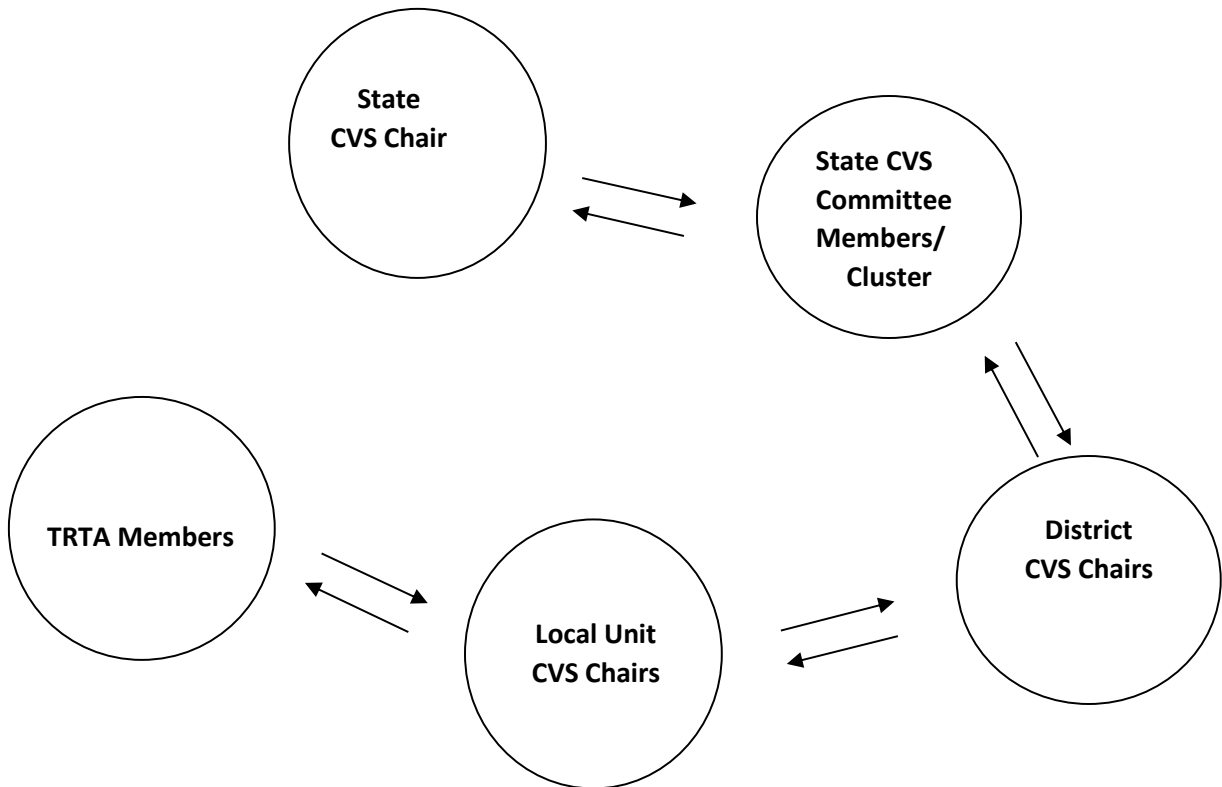 State
CVS Chair
State CVS
Committee
Members/
Cluster
TRTA Members
District
CVS Chairs
Local Unit
CVS Chairs